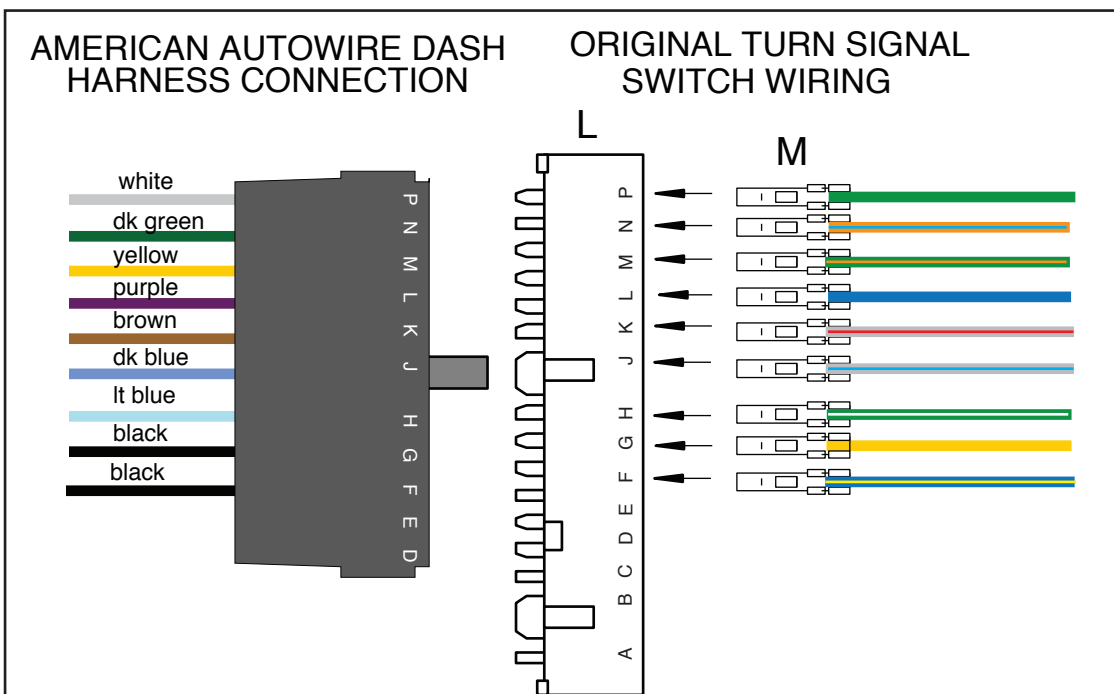 AMERICAN AUTOWIRE DASH
HARNESS CONNECTION
ORIGINAL TURN SIGNAL
SWITCH WIRING
L
M
white
dk green
yellow
purple
brown
dk blue
lt blue
black
black
P
N
M
L
K
J
H
G
F
E
D
P
N
M
L
K
J
H
G
F
E
D
C
B
A